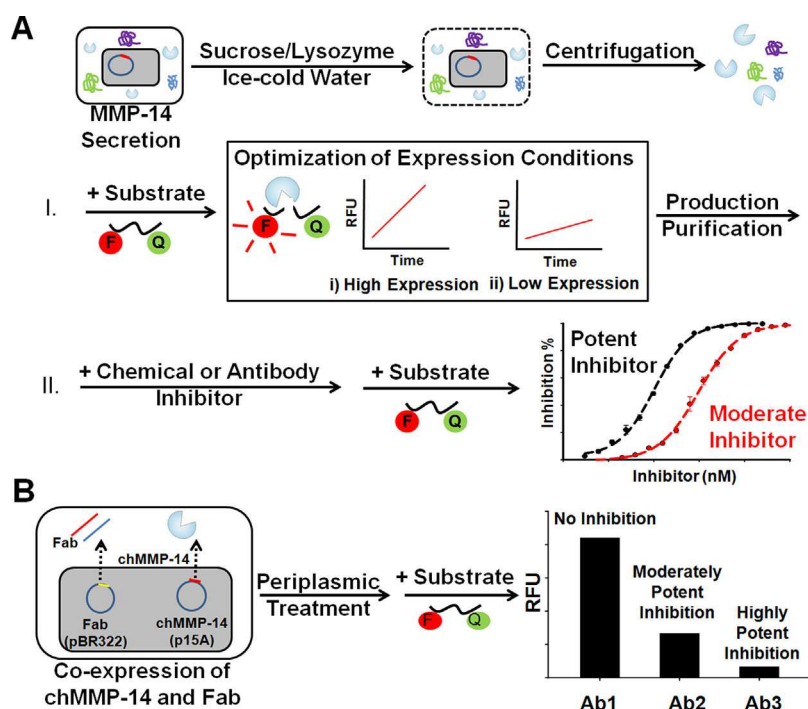 A
Sucrose/Lysozyme
Ice-cold Water
Centrifugation
MMP-14
Secretion
I.
+ Substrate
F
Q
Optimization of Expression Conditions
F
Q
RFU
Time
i) High Expression
RFU
Time
ii) Low Expression
Production
Purification
II.
+ Chemical or Antibody
Inhibitor
+ Substrate
F
Q
Inhibition %
Potent
Inhibitor
Moderate
Inhibitor
Inhibitor (nM)
B
Fab
chMMP-14
Fab
(pBR322)
chMMP-14
(p15A)
Co-expression of
chMMP-14 and Fab
Periplasmic
Treatment
+ Substrate
F
Q
RFU
No Inhibition
Moderately
Potent
Inhibition
Highly
Potent
Inhibition
Ab1
Ab2
Ab3